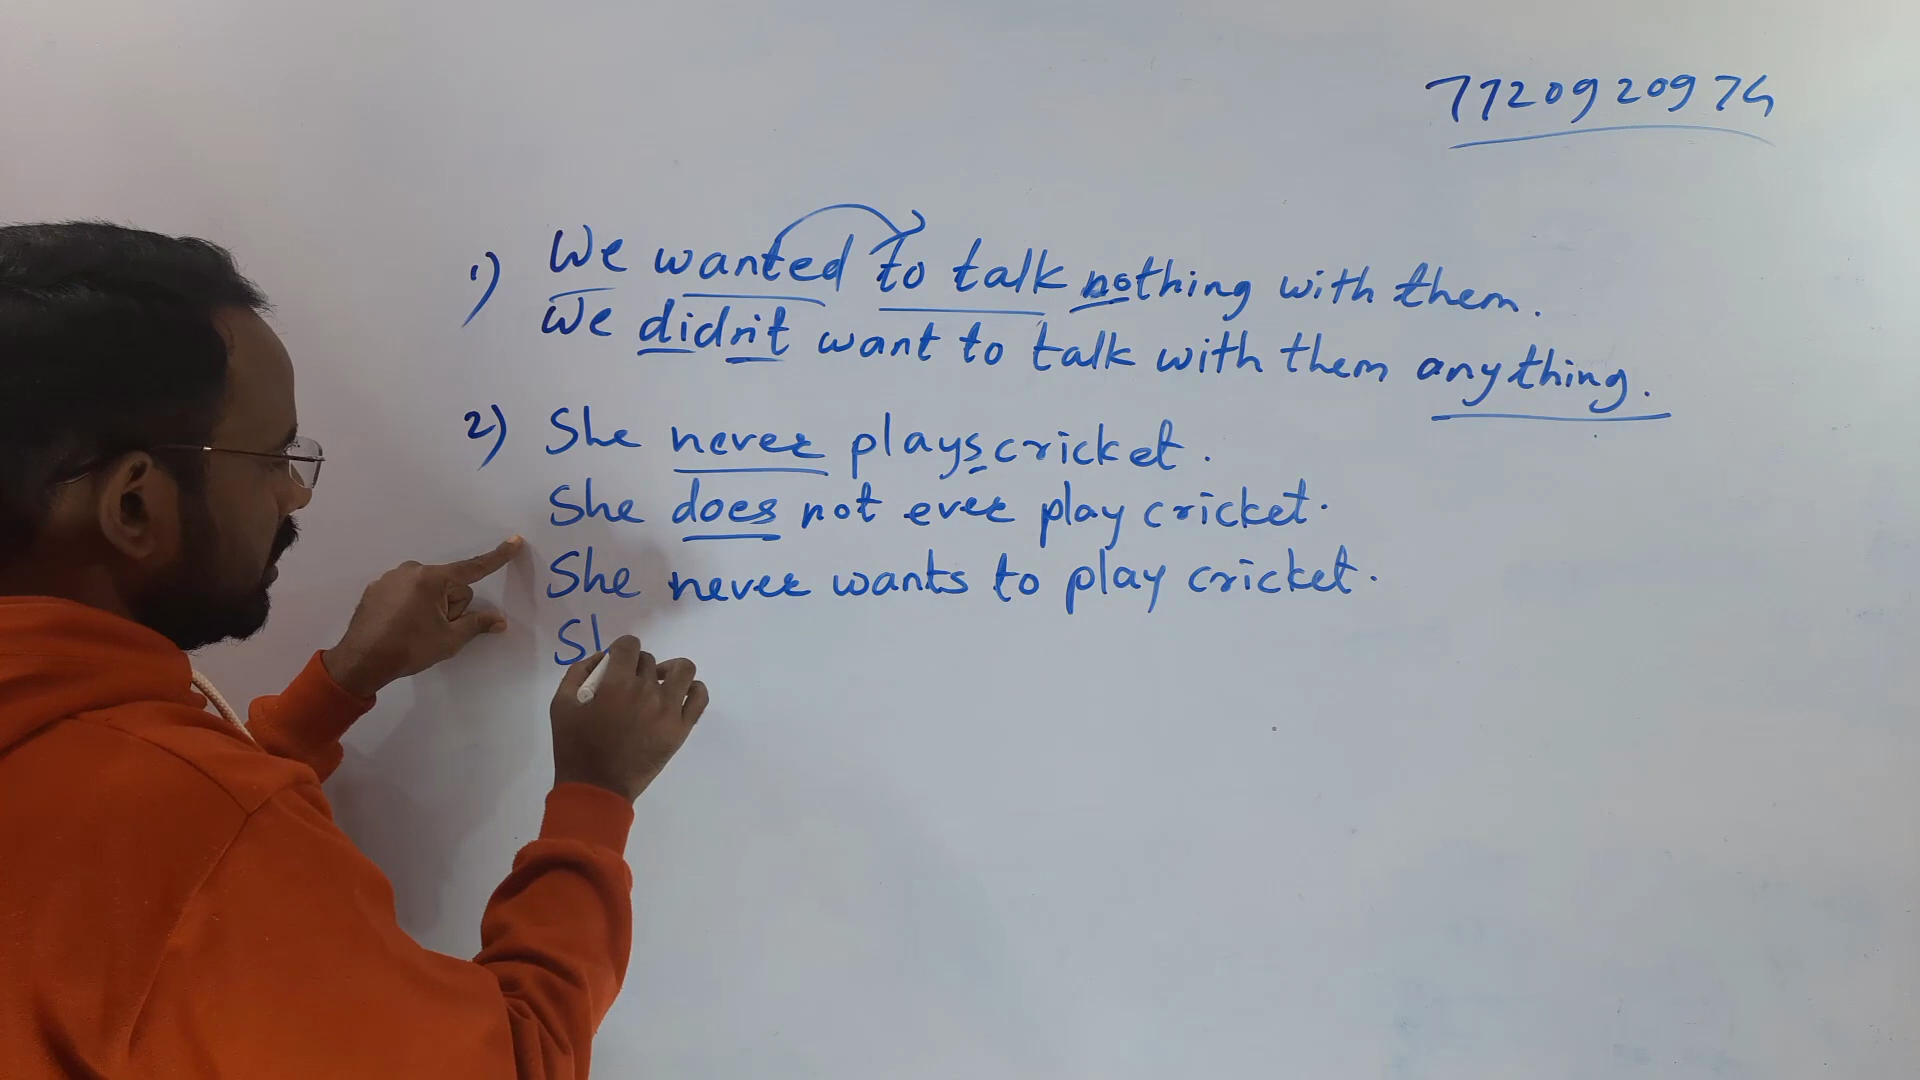 7720920974
1) We wanted to talk nothing with them.
We didn't want to talk with them anything.
2) She never plays cricket.
She does not ever play cricket.
She never wants to play cricket.
Sh